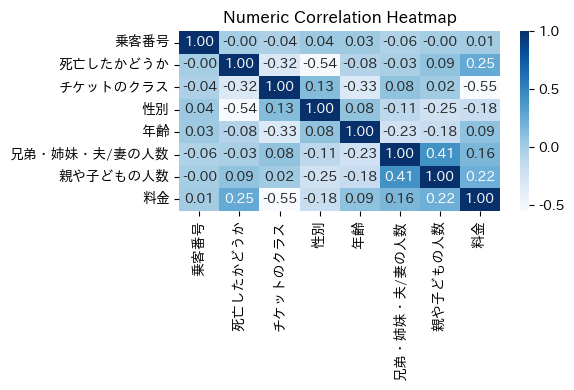 Numeric Correlation Heatmap
乗客番号 1.00 -0.00 -0.04 0.04 0.03 -0.06 -0.00 0.01
死亡したかどうか -0.00 1.00 -0.32 -0.54 -0.08 -0.03 0.09 0.25
チケットのクラス -0.04 -0.32 1.00 0.13 -0.33 0.08 0.02 -0.55
性別 0.04 -0.54 0.13 1.00 0.08 -0.11 -0.25 -0.18
年齢 0.03 -0.08 -0.33 0.08 1.00 -0.23 -0.18 0.09
兄弟・姉妹・夫/妻の人数 -0.06 -0.03 0.08 -0.11 -0.23 1.00 0.41 0.16
親や子どもの人数 -0.00 0.09 0.02 -0.25 -0.18 0.41 1.00 0.22
料金 0.01 0.25 -0.55 -0.18 0.09 0.16 0.22 1.00
乗客番号
死亡したかどうか
チケットのクラス
性別
年齢
兄弟・姉妹・夫/妻の人数
親や子どもの人数
料金
1.0
0.5
0.0
-0.5